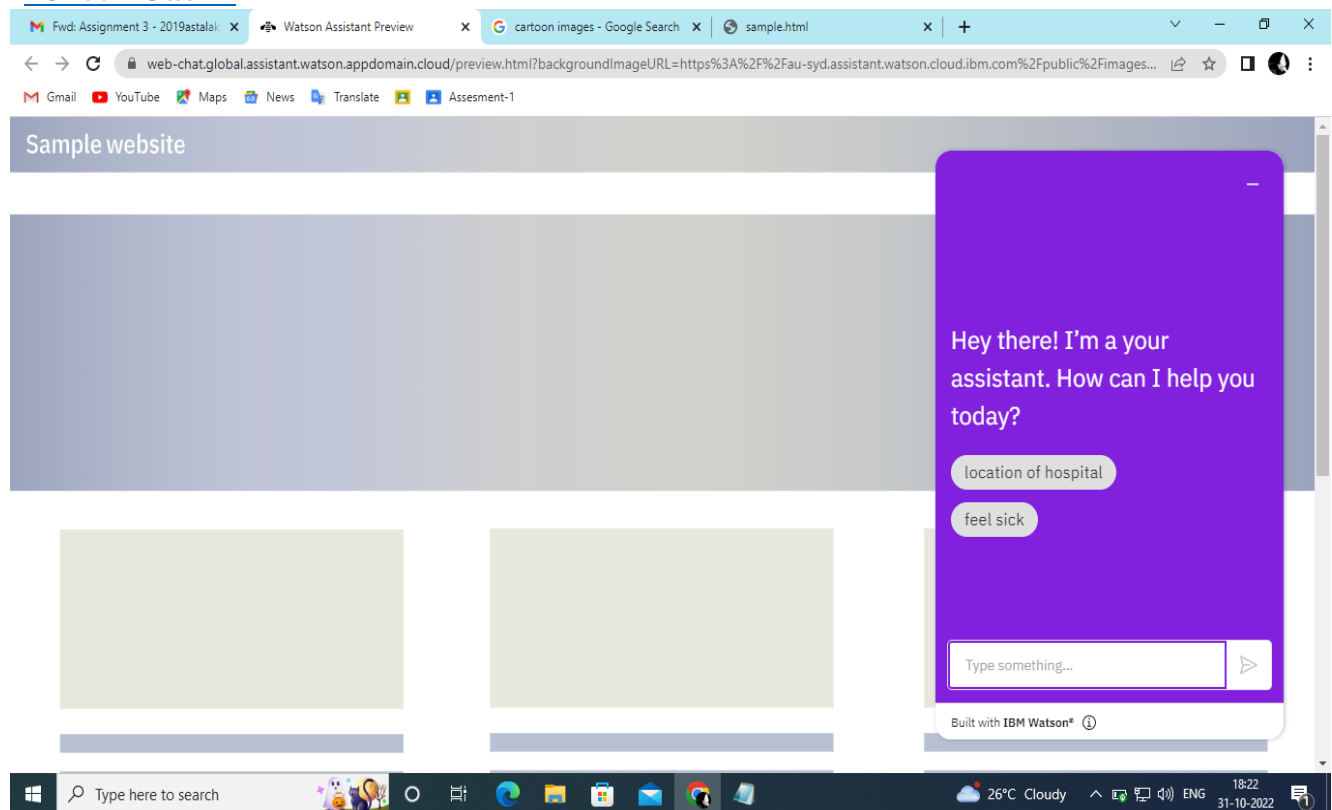 Fwd: Assignment 3 - 2019astalak
Watson Assistant Preview
cartoon images - Google Search
sample.html
web-chat.global.assistant.watson.appdomain.cloud/preview.html?backgroundImageURL=https%3A%2F%2Fau-syd.assistant.watson.cloud.ibm.com%2Fpublic%2Fimages...
Gmail YouTube Maps News Translate Assesment-1
Sample website
Hey there! I’m a your
assistant. How can I help you
today?
location of hospital
feel sick
Type something...
Built with IBM Watson®
Type here to search
26°C Cloudy
ENG
18:22
31-10-2022
1